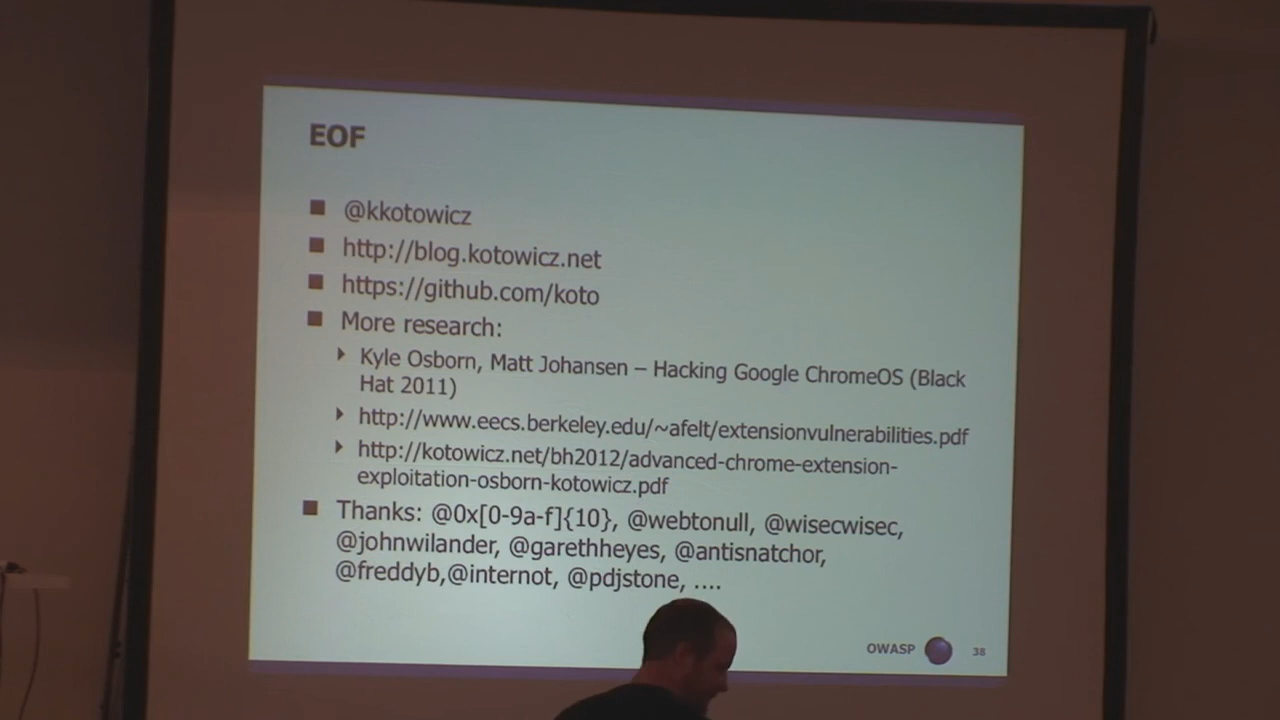 EOF
@kkotowicz
http://blog.kotowicz.net
https://github.com/koto
More research:
Kyle Osborn, Matt Johansen – Hacking Google ChromeOS (Black
Hat 2011)
http://www.eecs.berkeley.edu/~afelt/extensionvulnerabilities.pdf
http://kotowicz.net/bh2012/advanced-chrome-extension-
exploitation-osborn-kotowicz.pdf
Thanks: @0x[0-9a-f]{10}, @webtonull, @wisecwisec,
@johnwilander, @garethheyes, @antisnatchor,
@freddyb,@internot, @pdjstone, ....
OWASP 38